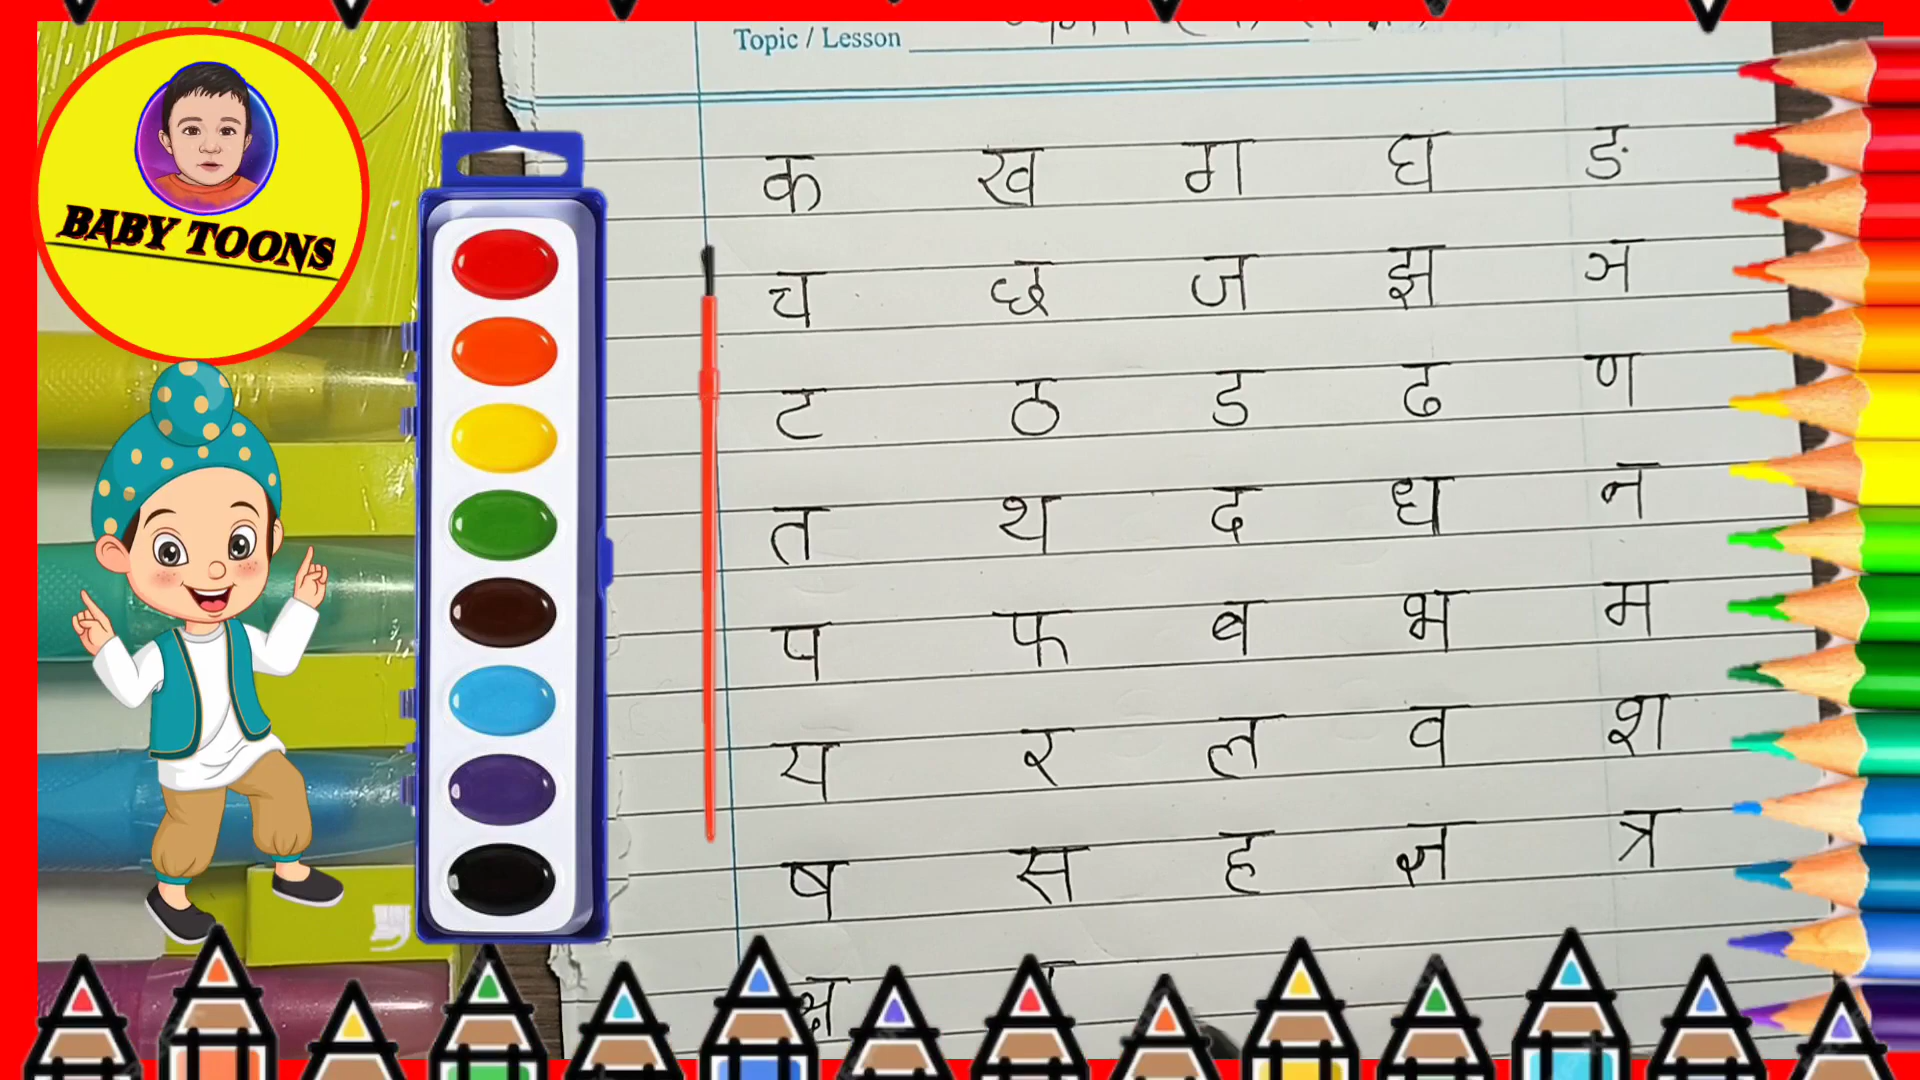 Topic / Lesson
BABY TOONS
क ख ग घ ङ
च छ ज झ ञ
ट ठ ड ढ ण
त थ द ध न
प फ ब भ म
य र ल व श
ष स ह ज्ञ त्र
क्ष